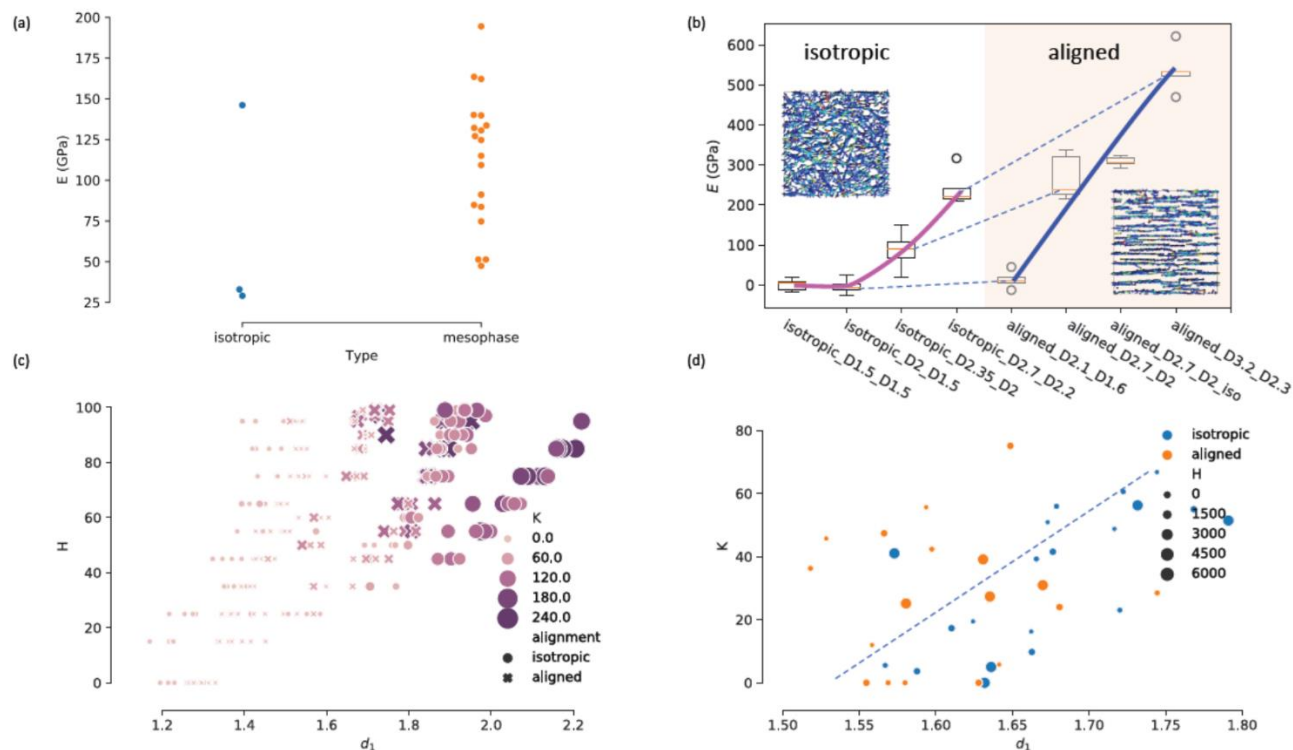 (a)
200
175
150
125
100
75
50
25
E (GPa)
isotropic
mesophase
Type
(b)
600
500
400
300
200
100
0
E (GPa)
isotropic
aligned
isotropic_D1.5_D1.5
isotropic_D2_D1.5
isotropic_D2.35_D2
isotropic_D2.7_D2.2
aligned_D2.1_D1.6
aligned_D2.7_D2
aligned_D2.7_D2_iso
aligned_D3.2_D2.3
(c)
100
80
60
40
20
0
H
K
0.0
60.0
120.0
180.0
240.0
alignment
isotropic
aligned
1.2
1.4
1.6
1.8
2.0
2.2
d1
(d)
80
60
40
20
0
K
isotropic
aligned
H
0
1500
3000
4500
6000
1.50
1.55
1.60
1.65
1.70
1.75
1.80
d1